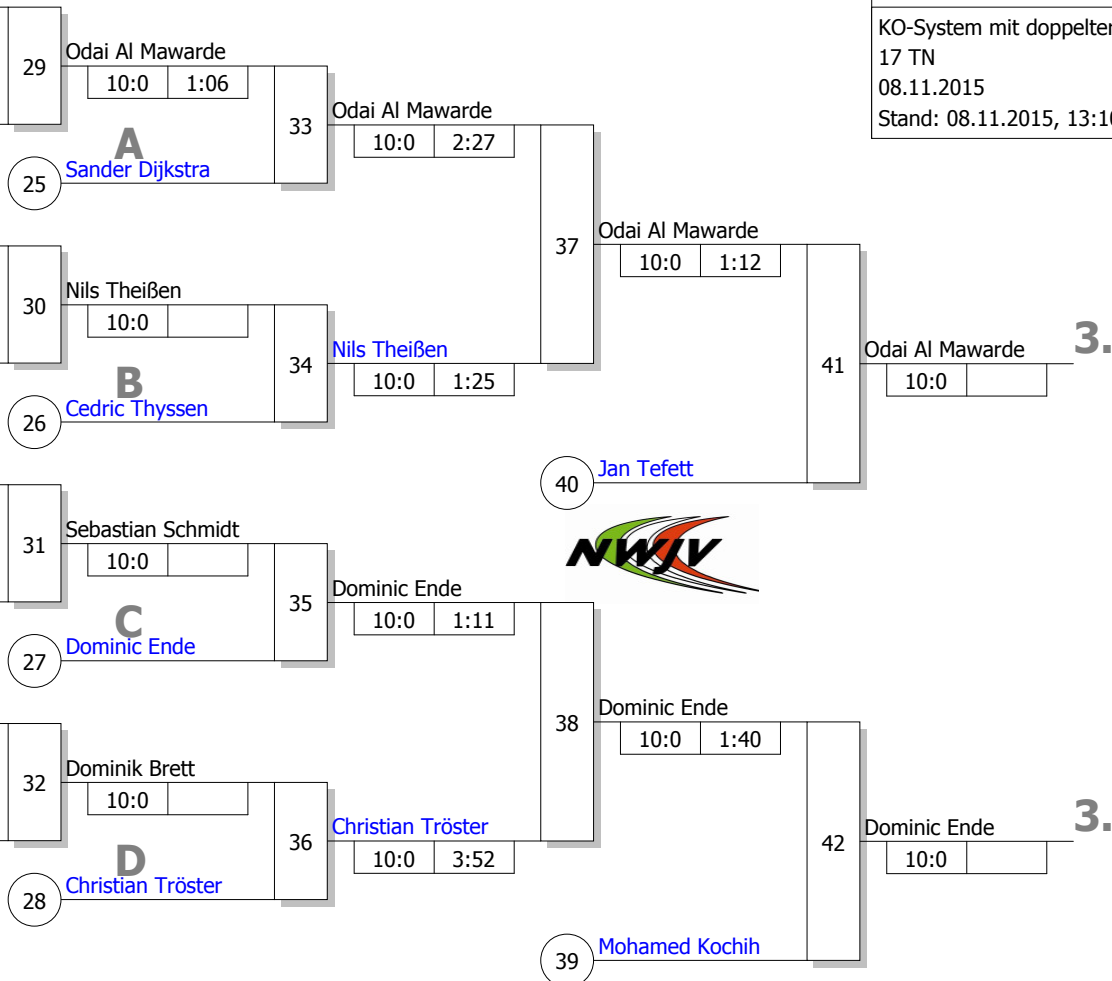 KO-System mit doppelter
17 TN
08.11.2015
Stand: 08.11.2015, 13:10
29
Odai Al Mawarde
10:0 1:06
A
25
Sander Dijkstra
33
Odai Al Mawarde
10:0 2:27
30
Nils Theißen
10:0
B
26
Cedric Thyssen
34
Nils Theißen
10:0 1:25
37
Odai Al Mawarde
10:0 1:12
40
Jan Tefett
41
Odai Al Mawarde
10:0
3.
NWJV
31
Sebastian Schmidt
10:0
C
27
Dominic Ende
35
Dominic Ende
10:0 1:11
32
Dominik Brett
10:0
D
28
Christian Tröster
36
Christian Tröster
10:0 3:52
38
Dominic Ende
10:0 1:40
39
Mohamed Kochih
42
Dominic Ende
10:0
3.